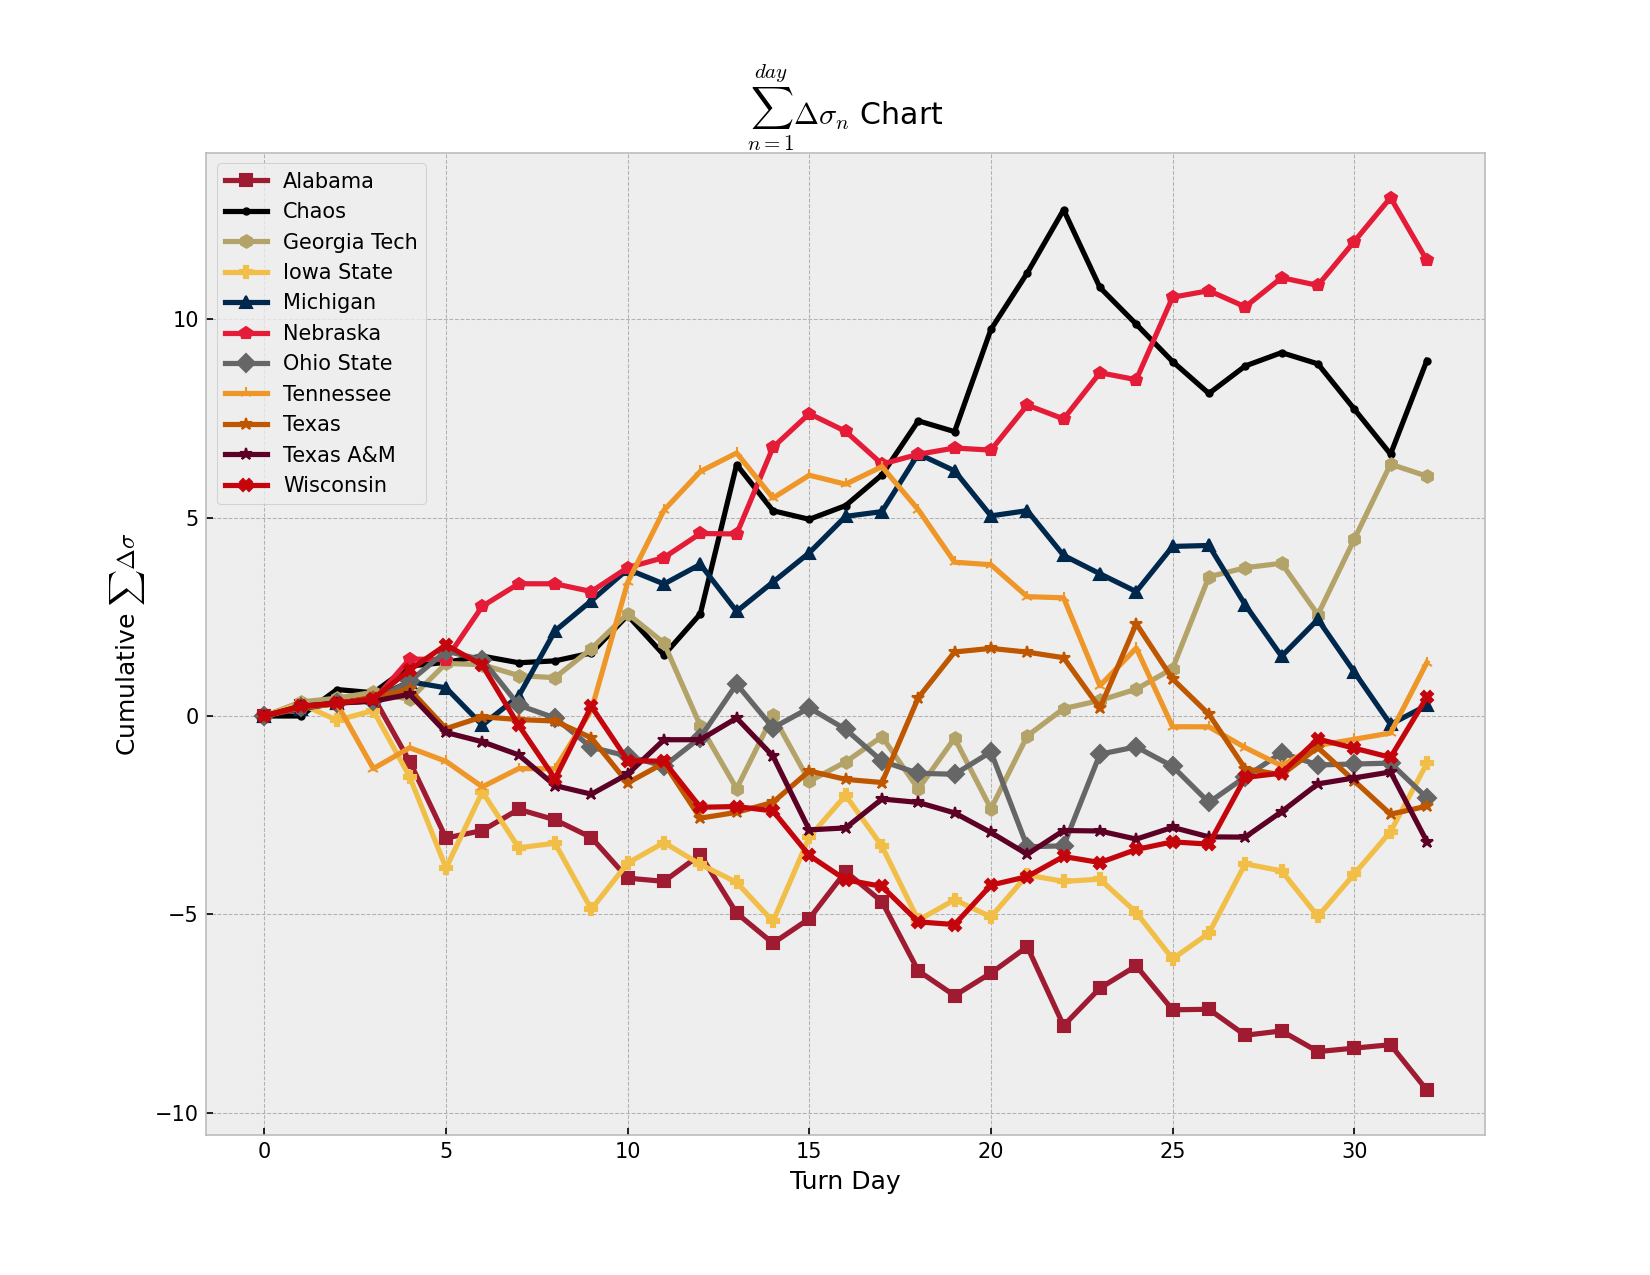 day
∑Δσₙ Chart
n = 1
Alabama
Chaos
Georgia Tech
Iowa State
Michigan
Nebraska
Ohio State
Tennessee
Texas
Texas A&M
Wisconsin
Cumulative ∑Δσ
10
5
0
−5
−10
0 5 10 15 20 25 30
Turn Day